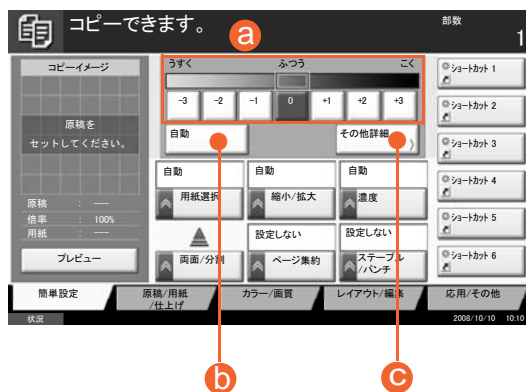 コピーできます。
部数
1
a
コピーイメージ
原稿を
セットしてください。
原稿 : ---
倍率 : 100%
用紙 : ---
プレビュー
うすく ふつう こく
-3 -2 -1 0 +1 +2 +3
自動 その他詳細
自動 自動 自動
用紙選択 縮小/拡大 濃度
設定しない 設定しない
両面/分割 ページ集約 ステープル
/パンチ
ショートカット 1
ショートカット 2
ショートカット 3
ショートカット 4
ショートカット 5
ショートカット 6
簡単設定 原稿/用紙
/仕上げ カラー/画質 レイアウト/編集 応用/その他
状況 2008/10/10 10:10
b c